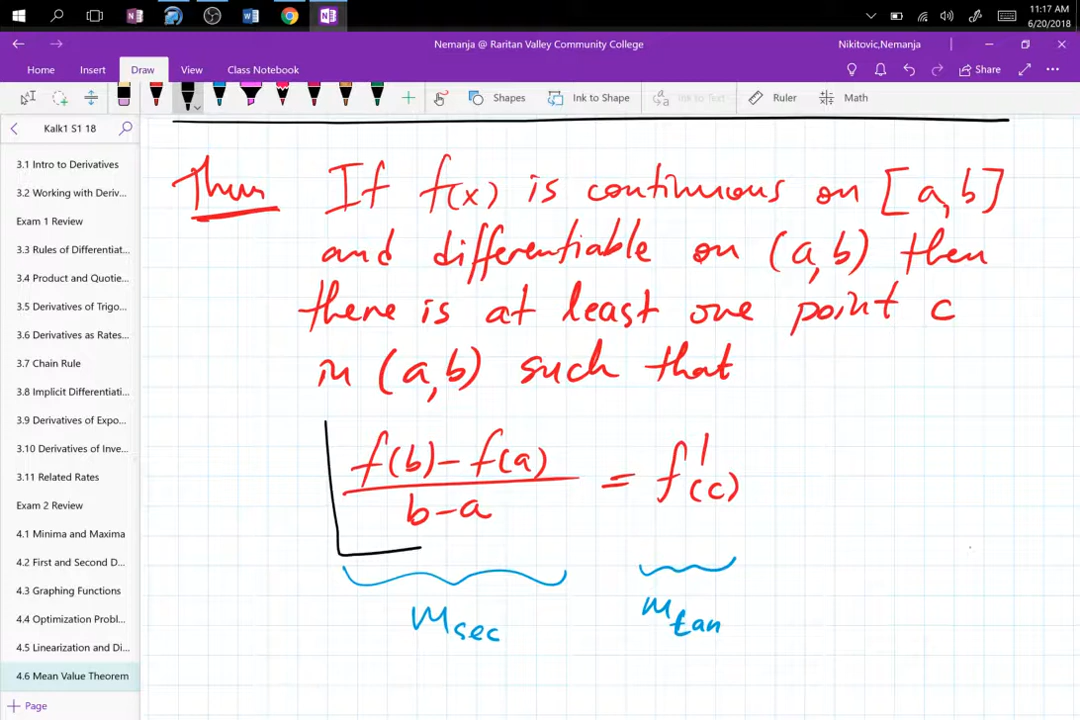 11:17 AM
6/20/2018
Nemanja @ Raritan Valley Community College
Nikitovic,Nemanja
Home Insert Draw View Class Notebook
Share
Shapes Ink to Shape Ink to Text Ruler Math
Kalk1 S1 18
3.1 Intro to Derivatives
3.2 Working with Deriv...
Exam 1 Review
3.3 Rules of Differentiat...
3.4 Product and Quotie...
3.5 Derivatives of Trigo...
3.6 Derivatives as Rates...
3.7 Chain Rule
3.8 Implicit Differentiati...
3.9 Derivatives of Expo...
3.10 Derivatives of Inve...
3.11 Related Rates
Exam 2 Review
4.1 Minima and Maxima
4.2 First and Second D...
4.3 Graphing Functions
4.4 Optimization Probl...
4.5 Linearization and Di...
4.6 Mean Value Theorem
+ Page
Thm If f(x) is continuous on [a,b]
and differentiable on (a,b) then
there is at least one point c
in (a,b) such that
f(b)-f(a)
b-a
= f'(c)
msec mtan